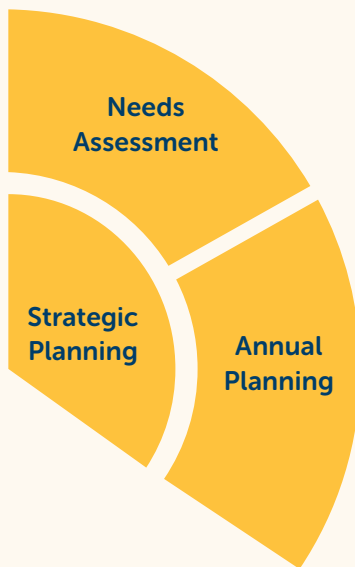 Needs
Assessment
Strategic
Planning
Annual
Planning